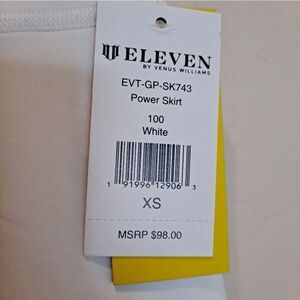 ELEVEN
BY VENUS WILLIAMS
EVT-GP-SK743
Power Skirt
100
White
1 91996 12906 3
XS
MSRP $98.00